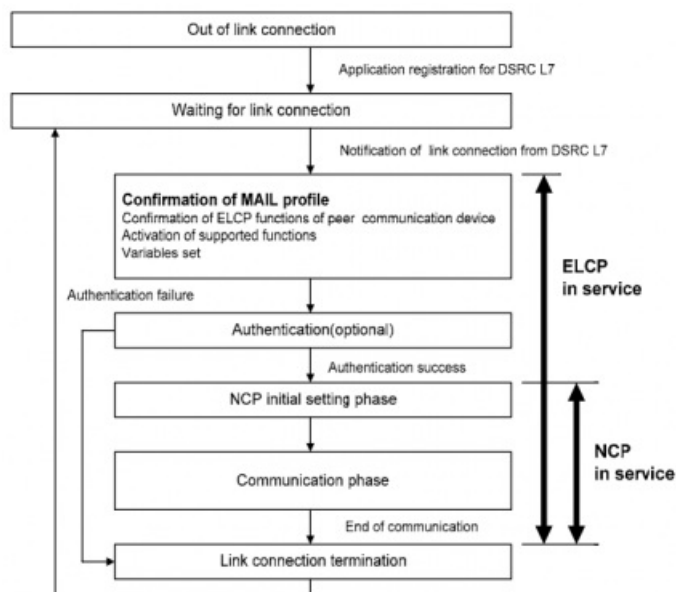 Out of link connection
Application registration for DSRC L7
Waiting for link connection
Notification of link connection from DSRC L7
Confirmation of MAIL profile
Confirmation of ELCP functions of peer communication device
Activation of supported functions
Variables set
ELCP
in service
Authentication failure
Authentication(optional)
Authentication success
NCP initial setting phase
NCP
in service
Communication phase
End of communication
Link connection termination